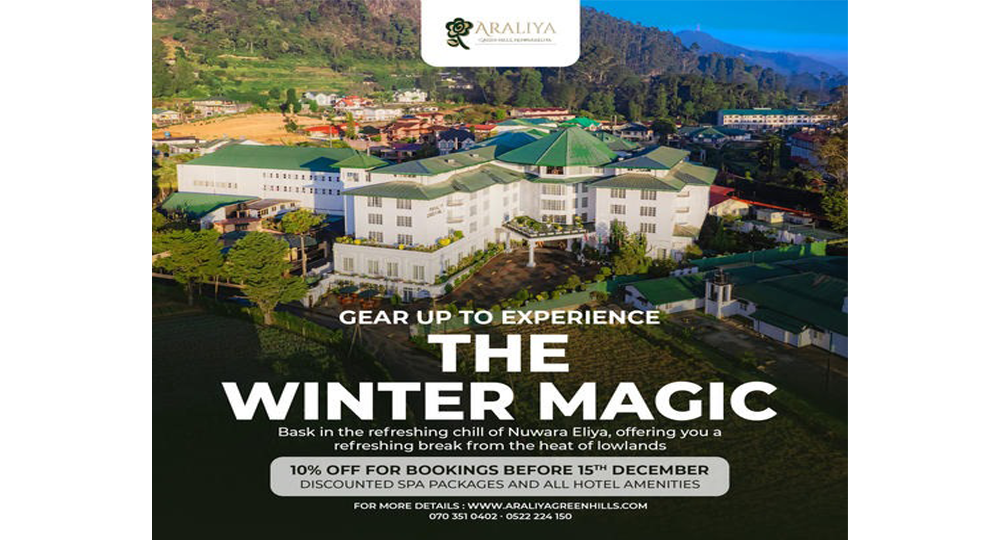 ARALIYA
GREEN HILLS, NUWARAELIYA
GEAR UP TO EXPERIENCE
THE
WINTER MAGIC
Bask in the refreshing chill of Nuwara Eliya, offering you a
refreshing break from the heat of lowlands
10% OFF FOR BOOKINGS BEFORE 15TH DECEMBER
DISCOUNTED SPA PACKAGES AND ALL HOTEL AMENITIES
FOR MORE DETAILS : WWW.ARALIYAGREENHILLS.COM
070 351 0402 - 0522 224 150